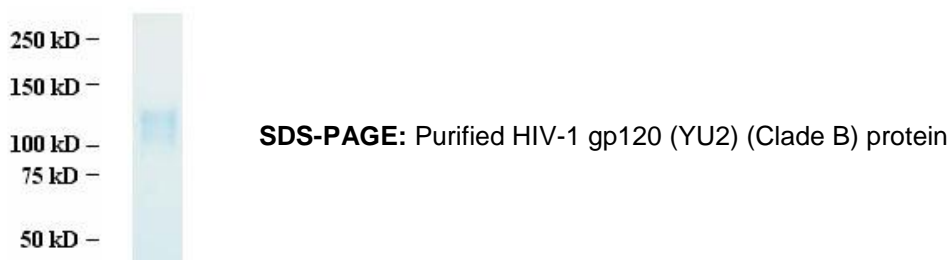 250 kD –
150 kD –
SDS-PAGE: Purified HIV-1 gp120 (YU2) (Clade B) protein
100 kD –
75 kD –
50 kD –